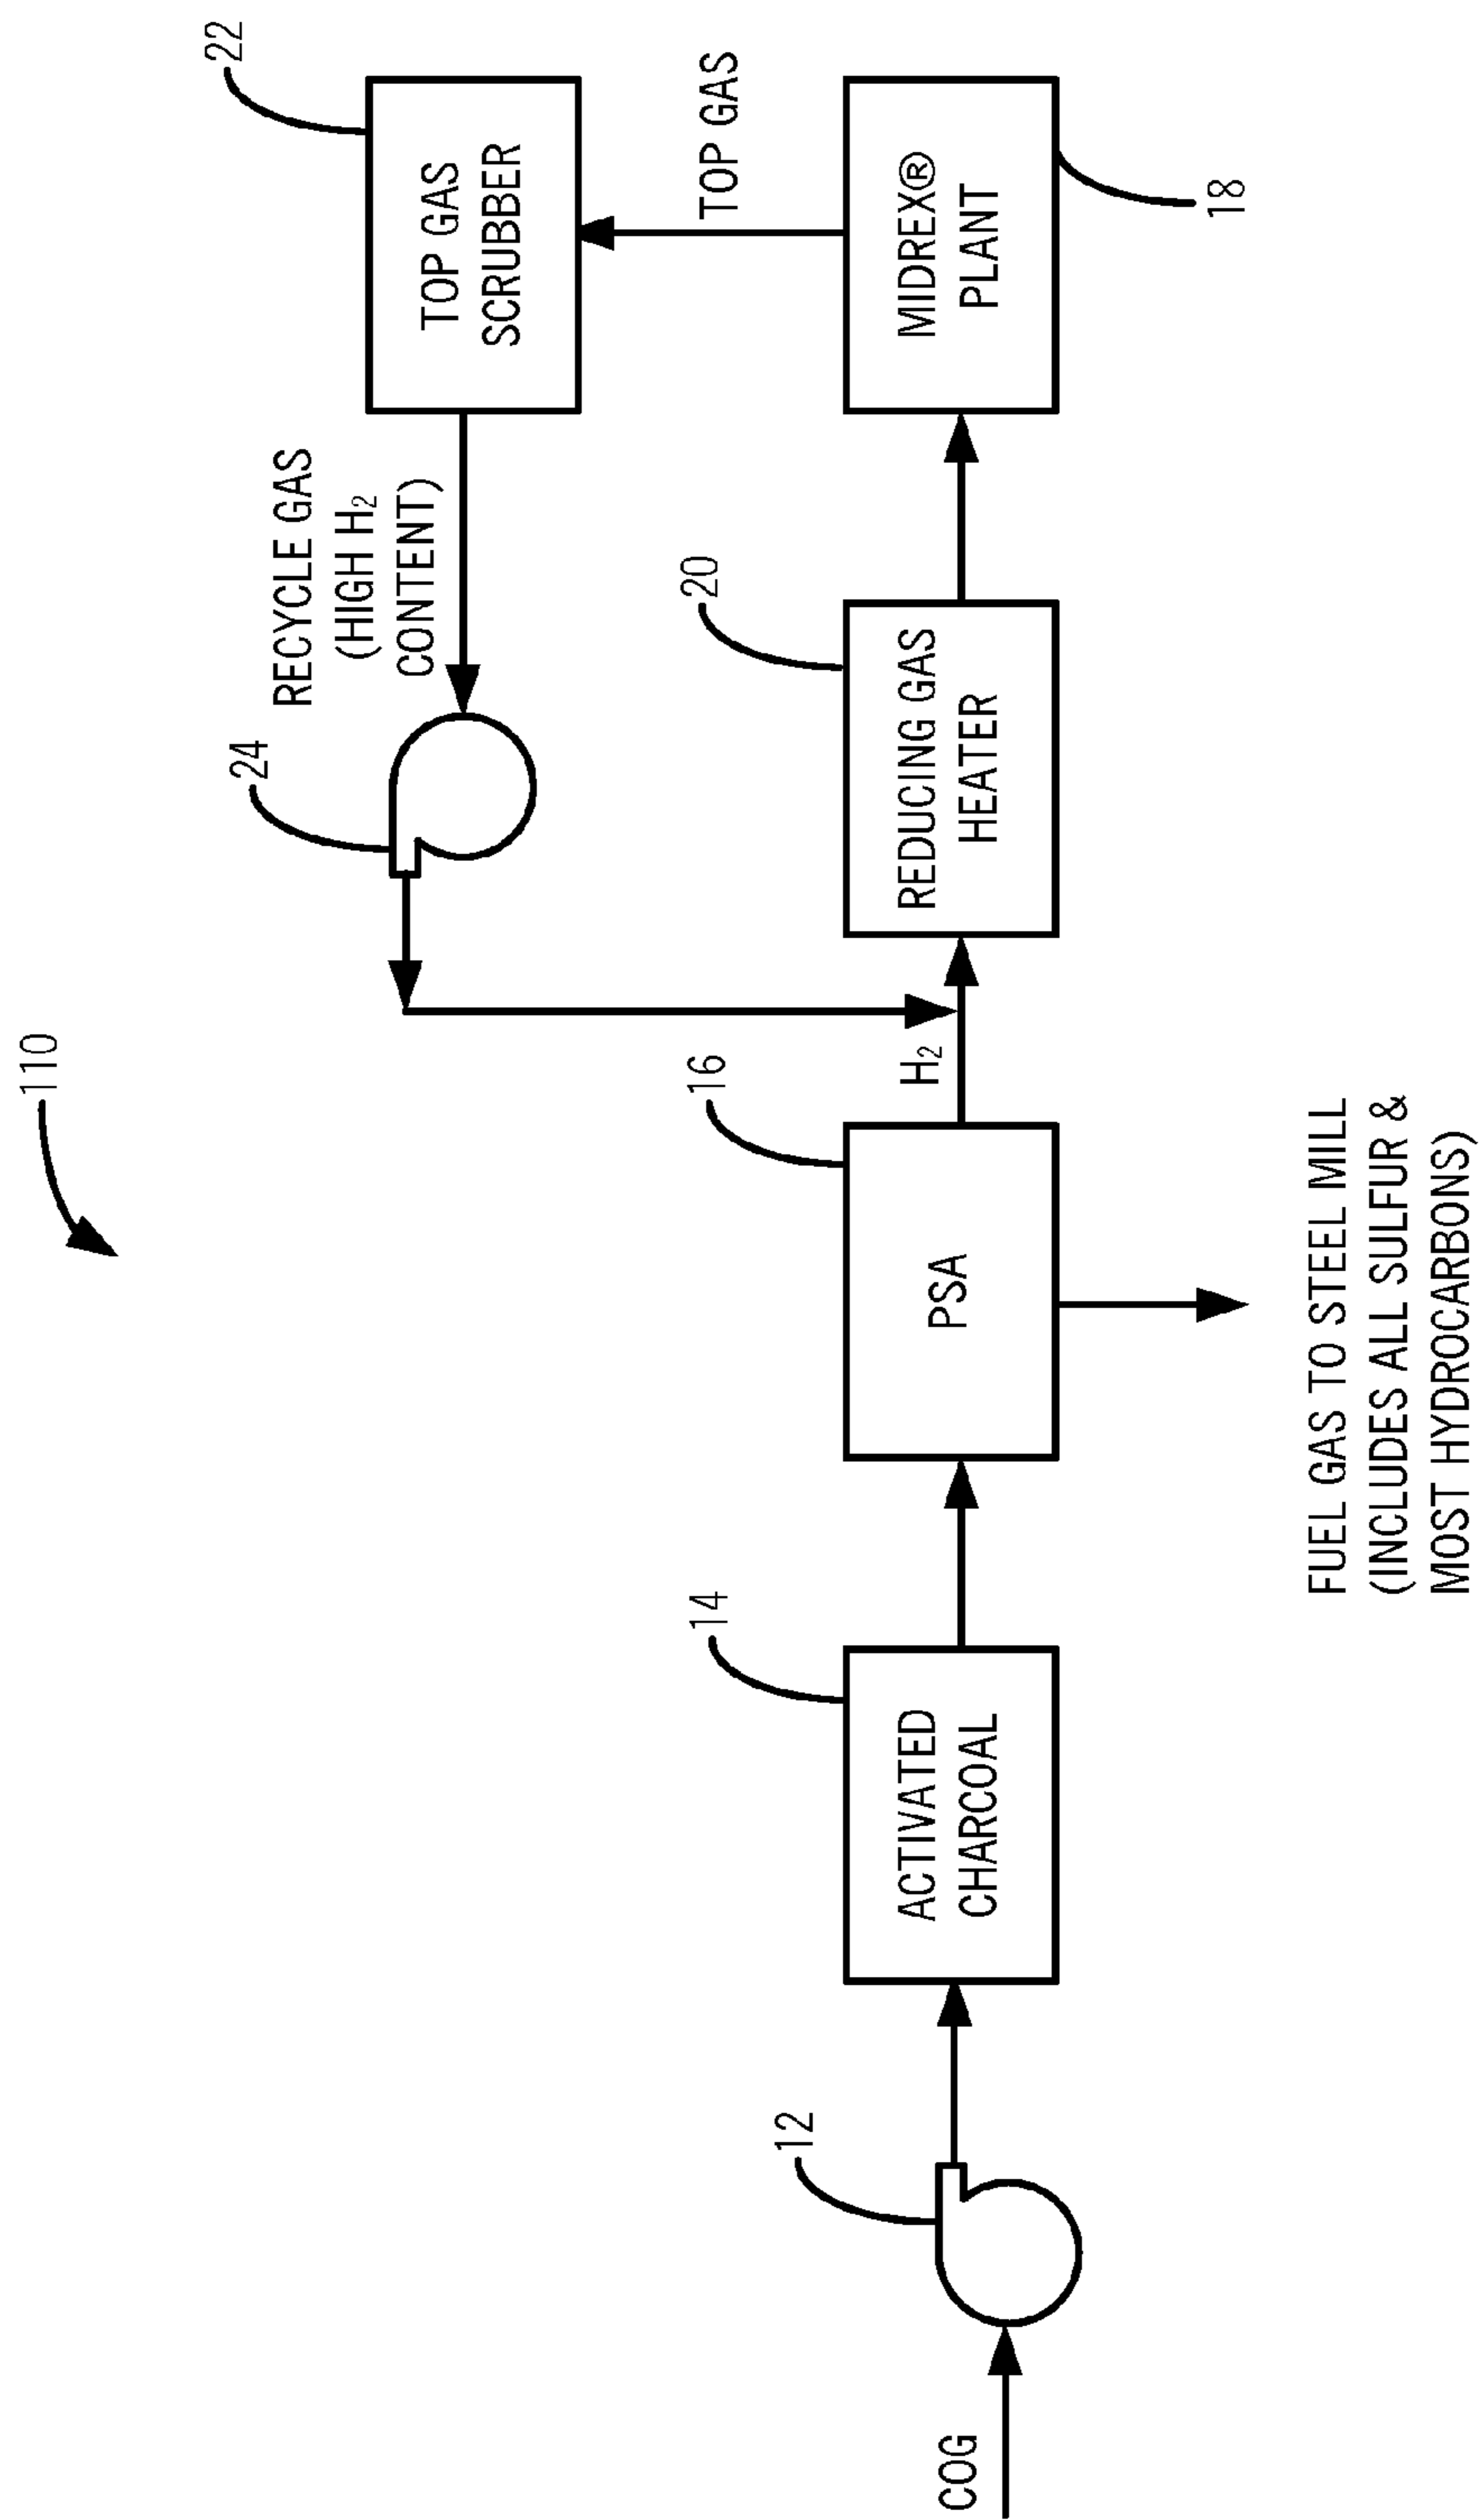 110
22
24
RECYCLE GAS
(HIGH H₂
CONTENT)
TOP GAS
SCRUBBER
TOP GAS
12
14
16
20
COG
ACTIVATED
CHARCOAL
PSA
H₂
REDUCING GAS
HEATER
MIDREX®
PLANT
18
FUEL GAS TO STEEL MILL
(INCLUDES ALL SULFUR &
MOST HYDROCARBONS)